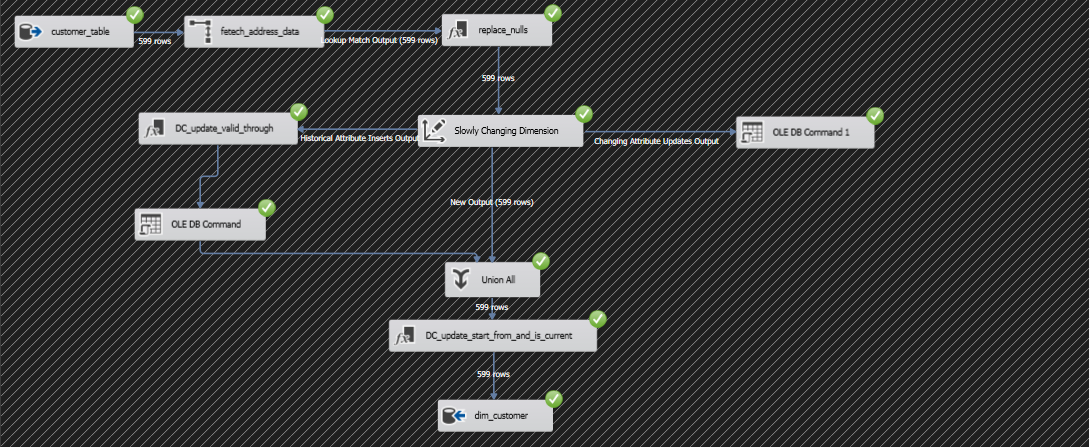 customer_table
599 rows
fetech_address_data
Lookup Match Output (599 rows)
replace_nulls
599 rows
DC_update_valid_through
Historical Attribute Inserts Output
Slowly Changing Dimension
Changing Attribute Updates Output
OLE DB Command 1
New Output (599 rows)
OLE DB Command
Union All
599 rows
DC_update_start_from_and_is_current
599 rows
dim_customer